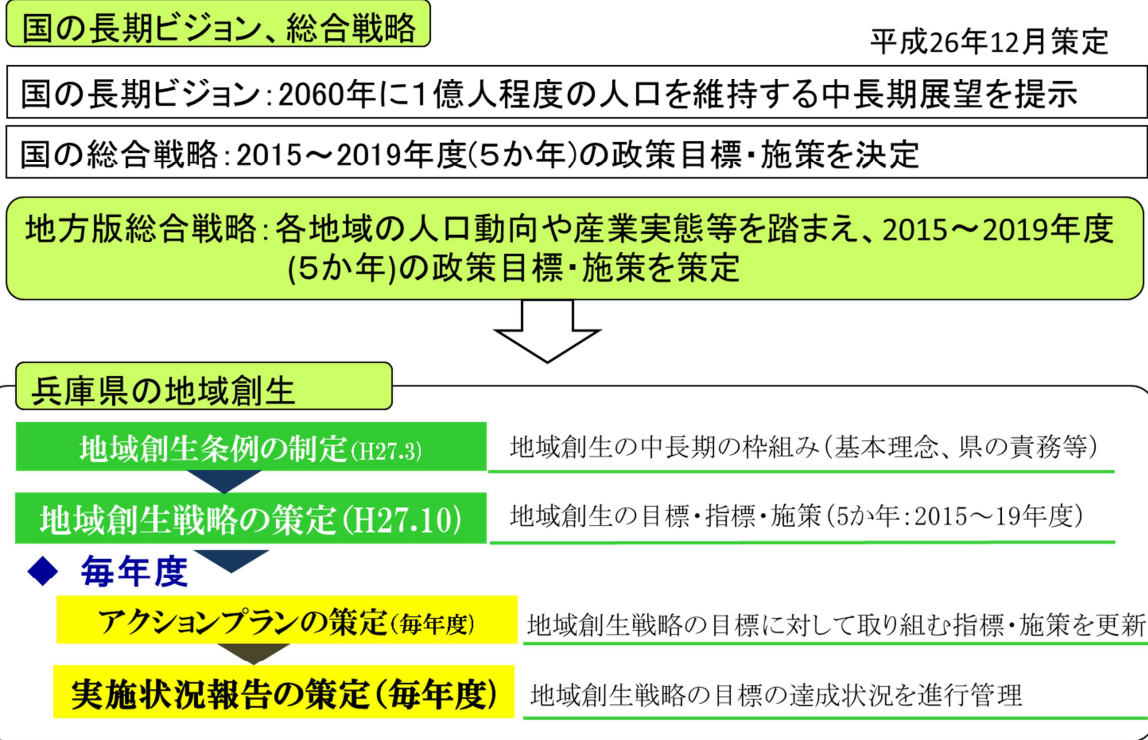 国の長期ビジョン、総合戦略
平成26年12月策定
国の長期ビジョン：2060年に１億人程度の人口を維持する中長期展望を提示
国の総合戦略：2015～2019年度(５か年)の政策目標・施策を決定
地方版総合戦略：各地域の人口動向や産業実態等を踏まえ、2015～2019年度
(５か年)の政策目標・施策を策定
兵庫県の地域創生
地域創生条例の制定(H27.3)
地域創生の中長期の枠組み（基本理念、県の責務等）
地域創生戦略の策定(H27.10)
地域創生の目標・指標・施策（5か年：2015～19年度）
◆ 毎年度
アクションプランの策定(毎年度)
地域創生戦略の目標に対して取り組む指標・施策を更新
実施状況報告の策定(毎年度)
地域創生戦略の目標の達成状況を進行管理